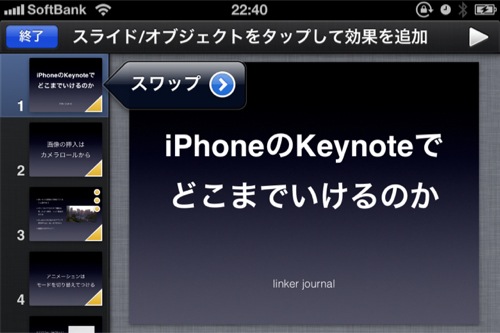 SoftBank 22:40
終了 スライド/オブジェクトをタップして効果を追加
スワップ
iPhoneのKeynoteで
どこまでいけるのか
linker journal
1
iPhoneのKeynoteで
どこまでいけるのか
linker journal
2
画像の挿入は
カメラロールから
3
4
アニメーションは
モードを切り替えてつける